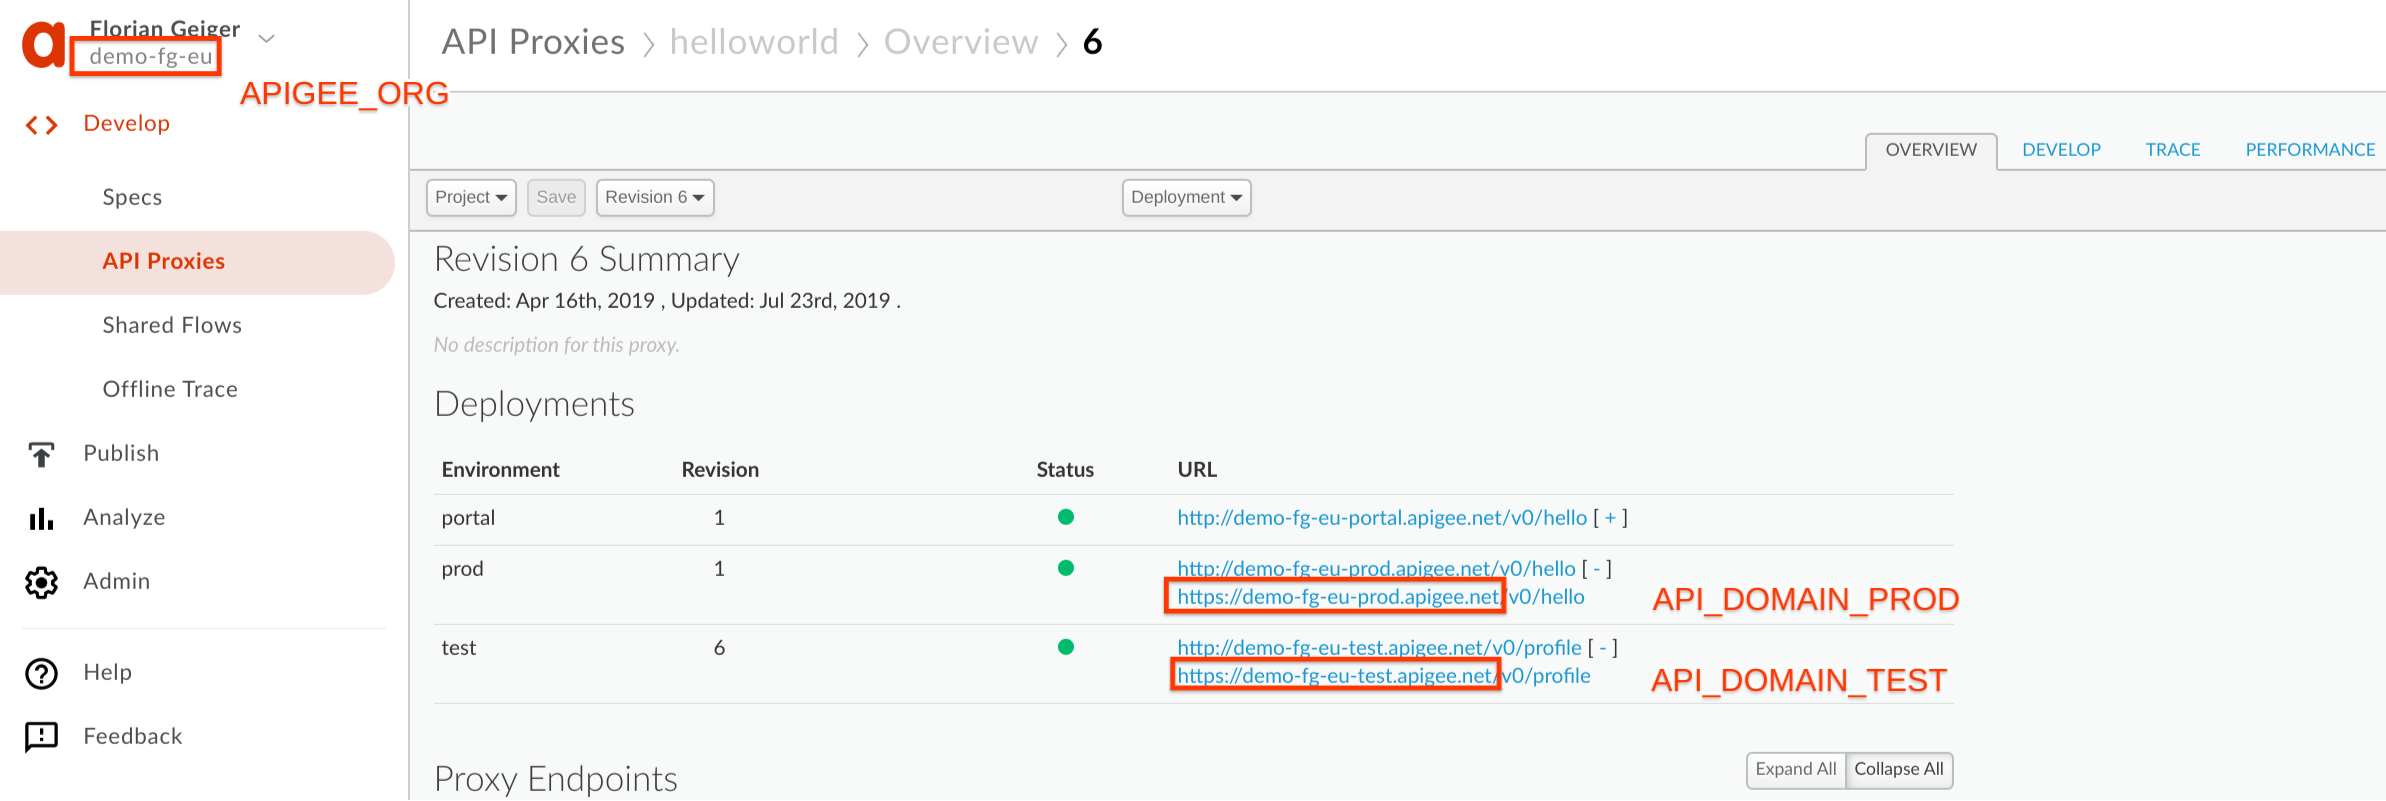 Florian Geiger
demo-fg-eu
APIGEE_ORG
Develop
Specs
API Proxies
Shared Flows
Offline Trace
Publish
Analyze
Admin
Help
Feedback
API Proxies > helloworld > Overview > 6
OVERVIEW DEVELOP TRACE PERFORMANCE
Project Save Revision 6 Deployment
Revision 6 Summary
Created: Apr 16th, 2019 , Updated: Jul 23rd, 2019 .
No description for this proxy.
Deployments
Environment Revision Status URL
portal 1 http://demo-fg-eu-portal.apigee.net/v0/hello [ + ]
prod 1 http://demo-fg-eu-prod.apigee.net/v0/hello [ - ]
https://demo-fg-eu-prod.apigee.net/v0/hello API_DOMAIN_PROD
test 6 http://demo-fg-eu-test.apigee.net/v0/profile [ - ]
https://demo-fg-eu-test.apigee.net/v0/profile API_DOMAIN_TEST
Proxy Endpoints Expand All Collapse All